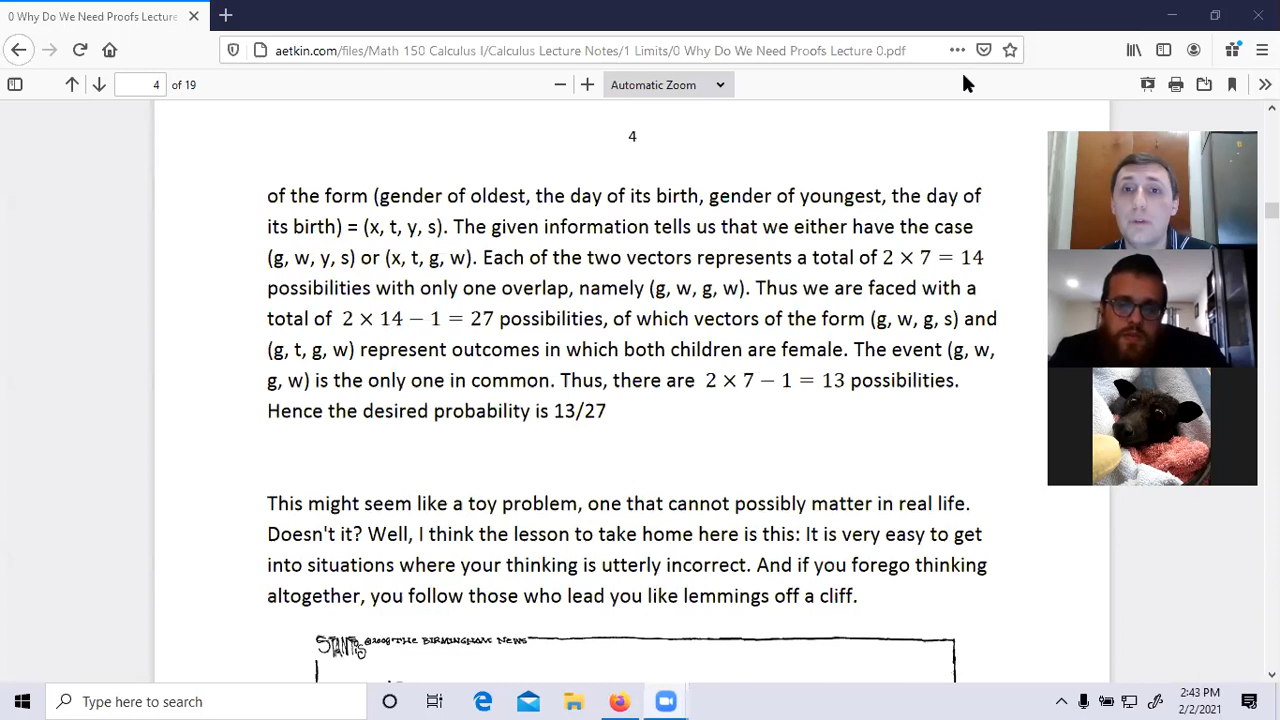 0 Why Do We Need Proofs Lecture
aetkin.com/files/Math 150 Calculus I/Calculus Lecture Notes/1 Limits/0 Why Do We Need Proofs Lecture 0.pdf
4 of 19
Automatic Zoom
4
of the form (gender of oldest, the day of its birth, gender of youngest, the day of
its birth) = (x, t, y, s). The given information tells us that we either have the case
(g, w, y, s) or (x, t, g, w). Each of the two vectors represents a total of 2 × 7 = 14
possibilities with only one overlap, namely (g, w, g, w). Thus we are faced with a
total of 2 × 14 − 1 = 27 possibilities, of which vectors of the form (g, w, g, s) and
(g, t, g, w) represent outcomes in which both children are female. The event (g, w,
g, w) is the only one in common. Thus, there are 2 × 7 − 1 = 13 possibilities.
Hence the desired probability is 13/27
This might seem like a toy problem, one that cannot possibly matter in real life.
Doesn't it? Well, I think the lesson to take home here is this: It is very easy to get
into situations where your thinking is utterly incorrect. And if you forego thinking
altogether, you follow those who lead you like lemmings off a cliff.
STANTIS ©2008 THE BIRMINGHAM NEWS
Type here to search
2:43 PM
2/2/2021